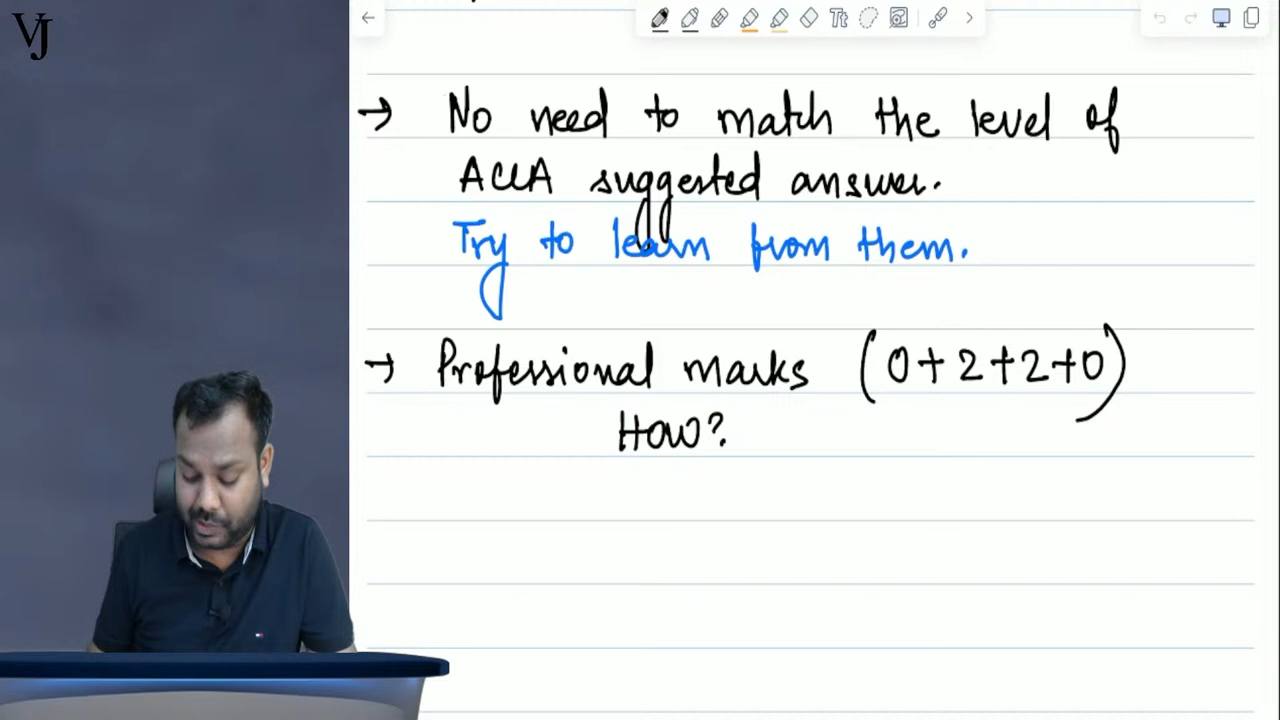 VJ
Tt
→ No need to match the level of
ACCA suggested answer.
Try to learn from them.
→ Professional marks (0+2+2+0)
How?